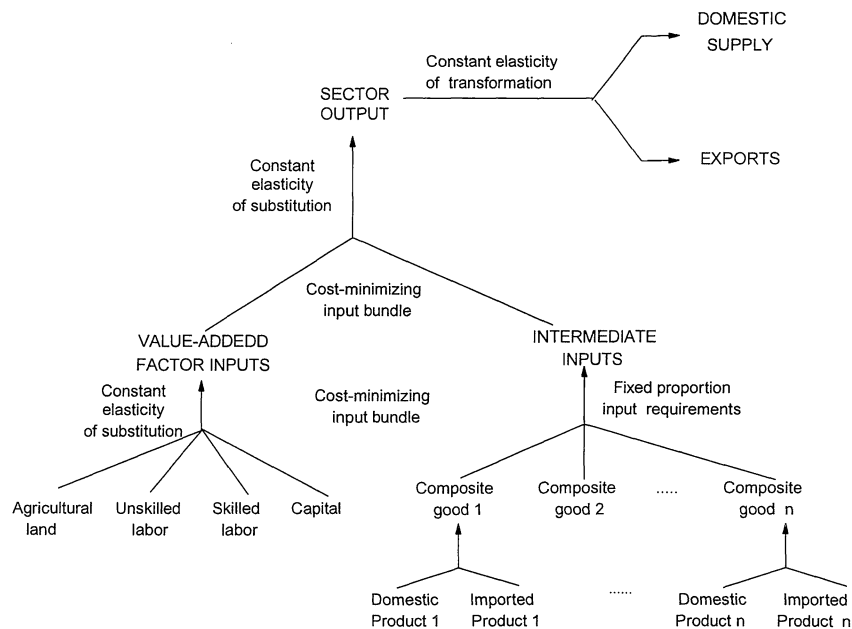 DOMESTIC
SUPPLY
Constant elasticity
of transformation
SECTOR
OUTPUT
EXPORTS
Constant
elasticity
of substitution
Cost-minimizing
input bundle
VALUE-ADDEDD
FACTOR INPUTS
INTERMEDIATE
INPUTS
Constant
elasticity
of substitution
Cost-minimizing
input bundle
Fixed proportion
input requirements
Agricultural
land
Unskilled
labor
Skilled
labor
Capital
Composite
good 1
Composite
good 2
.....
Composite
good n
Domestic
Product 1
Imported
Product 1
......
Domestic
Product n
Imported
Product n